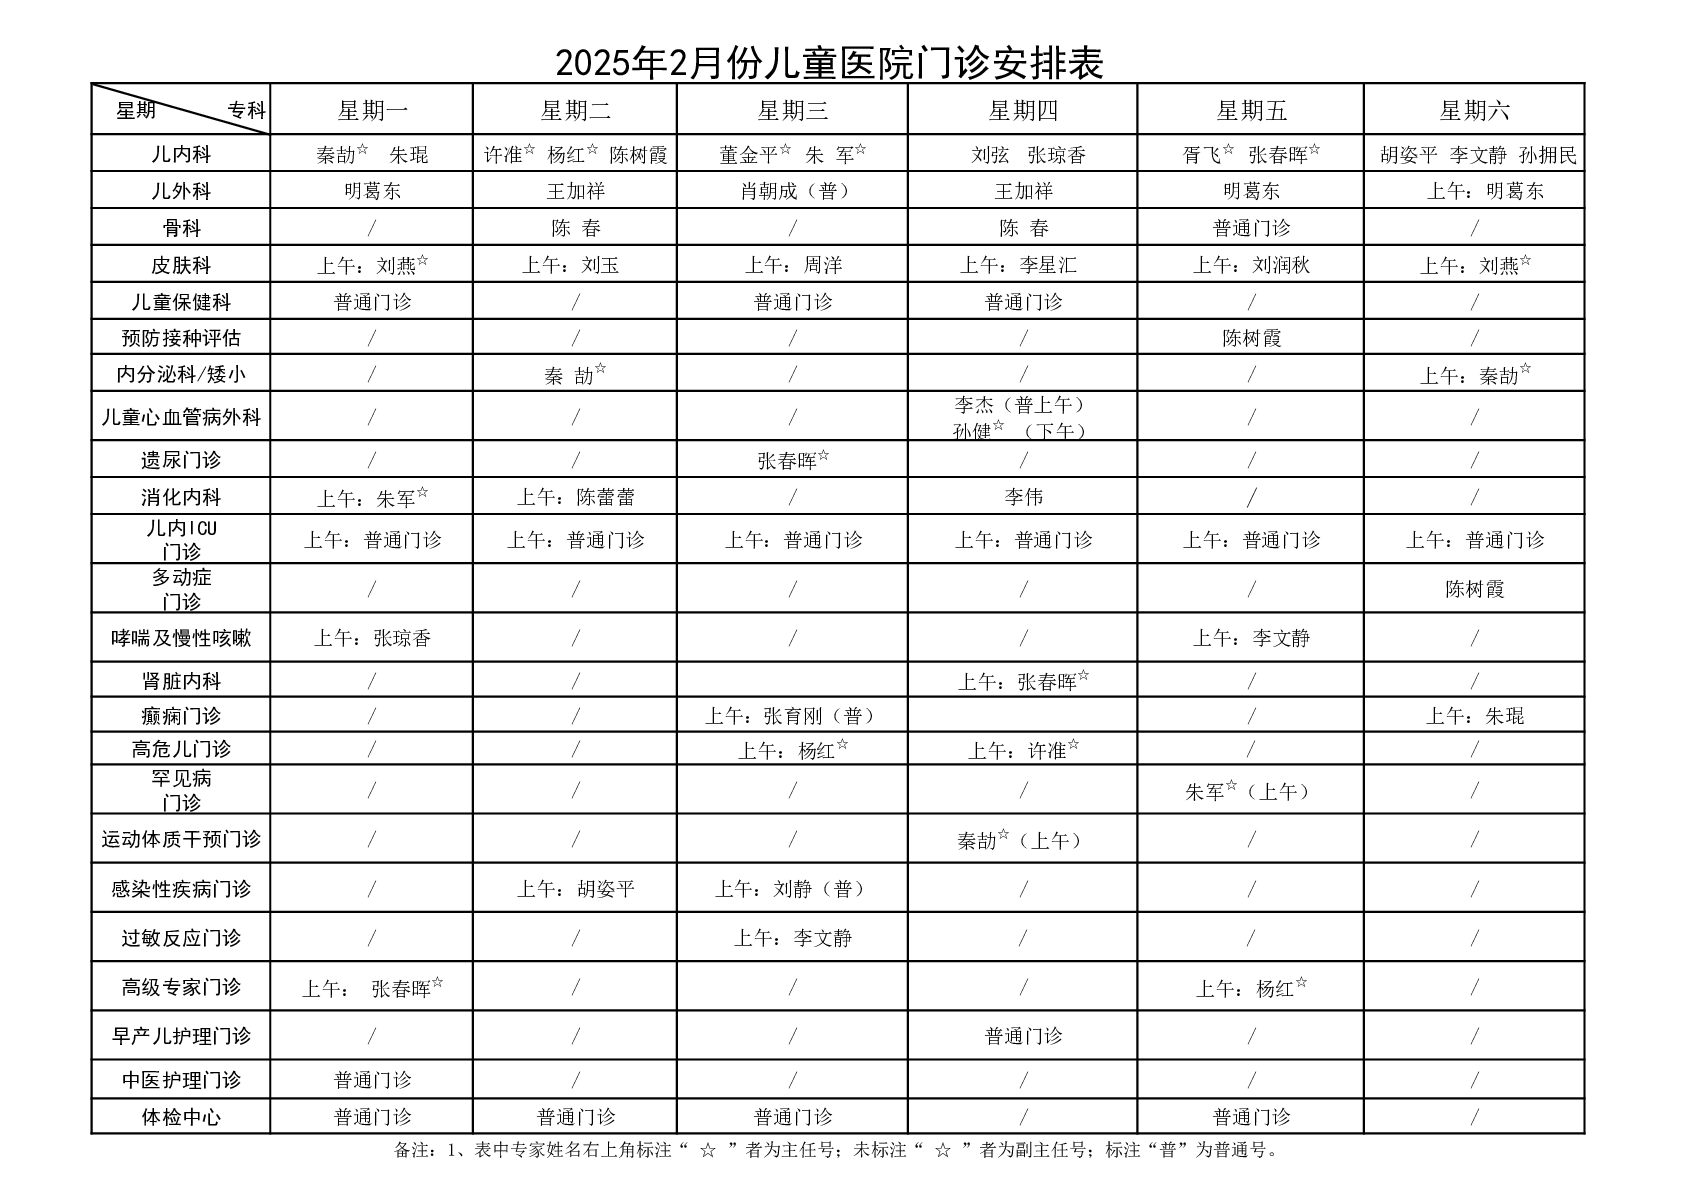 2025年2月份儿童医院门诊安排表
星期 专科 星期一 星期二 星期三 星期四 星期五 星期六
儿内科 秦劼☆ 朱琨 许准☆ 杨红☆ 陈树霞 董金平☆ 朱 军☆ 刘弦 张琼香 胥飞☆ 张春晖☆ 胡姿平 李文静 孙拥民
儿外科 明葛东 王加祥 肖朝成（普） 王加祥 明葛东 上午：明葛东
骨科 / 陈 春 / 陈 春 普通门诊 /
皮肤科 上午：刘燕☆ 上午：刘玉 上午：周洋 上午：李星汇 上午：刘润秋 上午：刘燕☆
儿童保健科 普通门诊 / 普通门诊 普通门诊 / /
预防接种评估 / / / / 陈树霞 /
内分泌科/矮小 / 秦 劼☆ / / / 上午：秦劼☆
儿童心血管病外科 / / / 李杰（普上午） / /
孙健☆ （下午）
遗尿门诊 / / 张春晖☆ / / /
消化内科 上午：朱军☆ 上午：陈蕾蕾 / 李伟 / /
儿内ICU
门诊 上午：普通门诊 上午：普通门诊 上午：普通门诊 上午：普通门诊 上午：普通门诊 上午：普通门诊
多动症
门诊 / / / / / 陈树霞
哮喘及慢性咳嗽 上午：张琼香 / / / 上午：李文静 /
肾脏内科 / / 上午：张春晖☆ / /
癫痫门诊 / / 上午：张育刚（普） / 上午：朱琨
高危儿门诊 / / 上午：杨红☆ 上午：许准☆ / /
罕见病
门诊 / / / / 朱军☆（上午） /
运动体质干预门诊 / / / 秦劼☆（上午） / /
感染性疾病门诊 / 上午：胡姿平 上午：刘静（普） / / /
过敏反应门诊 / / 上午：李文静 / / /
高级专家门诊 上午： 张春晖☆ / / / 上午：杨红☆ /
早产儿护理门诊 / / / 普通门诊 / /
中医护理门诊 普通门诊 / / / / /
体检中心 普通门诊 普通门诊 普通门诊 / 普通门诊 /
备注：1、表中专家姓名右上角标注“ ☆ ”者为主任号；未标注“ ☆ ”者为副主任号；标注“普”为普通号。